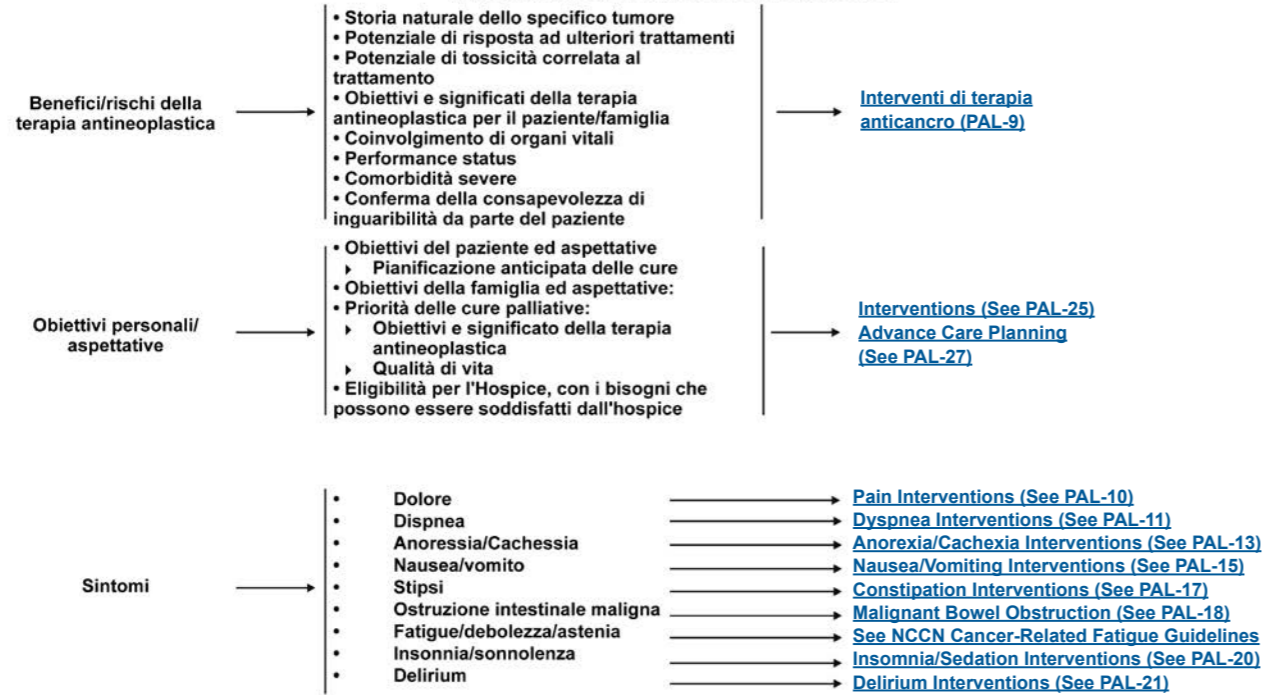 • Storia naturale dello specifico tumore
• Potenziale di risposta ad ulteriori trattamenti
• Potenziale di tossicità correlata al
trattamento
• Obiettivi e significati della terapia
antineoplastica per il paziente/famiglia
• Coinvolgimento di organi vitali
• Performance status
• Comorbidità severe
• Conferma della consapevolezza di
inguaribilità da parte del paziente
Benefici/rischi della
terapia antineoplastica
Interventi di terapia
anticancro (PAL-9)
• Obiettivi del paziente ed aspettative
▸ Pianificazione anticipata delle cure
• Obiettivi della famiglia ed aspettative:
• Priorità delle cure palliative:
▸ Obiettivi e significato della terapia
antineoplastica
▸ Qualità di vita
• Eligibilità per l'Hospice, con i bisogni che
possono essere soddisfatti dall'hospice
Obiettivi personali/
aspettative
Interventions (See PAL-25)
Advance Care Planning
(See PAL-27)
Sintomi
• Dolore
• Dispnea
• Anoressia/Cachessia
• Nausea/vomito
• Stipsi
• Ostruzione intestinale maligna
• Fatigue/debolezza/astenia
• Insonnia/sonnolenza
• Delirium
Pain Interventions (See PAL-10)
Dyspnea Interventions (See PAL-11)
Anorexia/Cachexia Interventions (See PAL-13)
Nausea/Vomiting Interventions (See PAL-15)
Constipation Interventions (See PAL-17)
Malignant Bowel Obstruction (See PAL-18)
See NCCN Cancer-Related Fatigue Guidelines
Insomnia/Sedation Interventions (See PAL-20)
Delirium Interventions (See PAL-21)